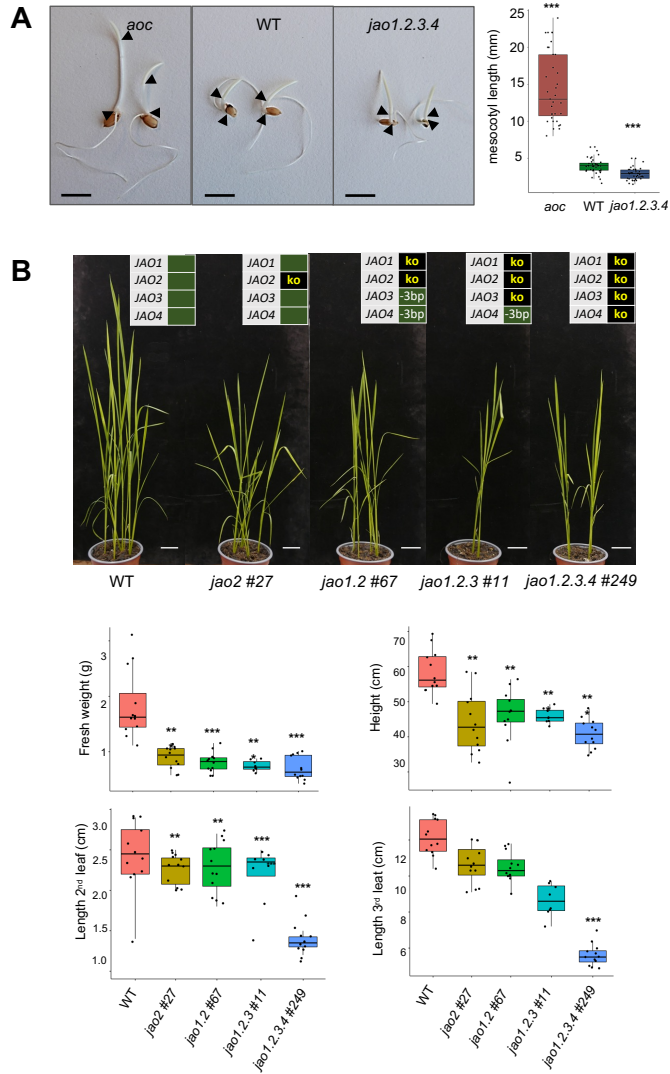 A
aoc
WT
jao1.2.3.4
***
25
20
15
10
5
***
mesocotyl length (mm)
aoc
WT
jao1.2.3.4
B
JAO1
JAO2
JAO3
JAO4
JAO1
JAO2 ko
JAO3
JAO4
JAO1 ko
JAO2 ko
JAO3 -3bp
JAO4 -3bp
JAO1 ko
JAO2 ko
JAO3 ko
JAO4 -3bp
JAO1 ko
JAO2 ko
JAO3 ko
JAO4 ko
WT
jao2 #27
jao1.2 #67
jao1.2.3 #11
jao1.2.3.4 #249
Fresh weight (g)
3
2
1
**
***
**
*
***
Height (cm)
70
60
50
40
30
**
**
**
**
*
Length 2nd leaf (cm)
3.0
2.5
2.0
1.5
1.0
**
**
***
***
Length 3rd leat (cm)
12
10
8
6
***
WT
jao2 #27
jao1.2 #67
jao1.2.3 #11
jao1.2.3.4 #249
WT
jao2 #27
jao1.2 #67
jao1.2.3 #11
jao1.2.3.4 #249